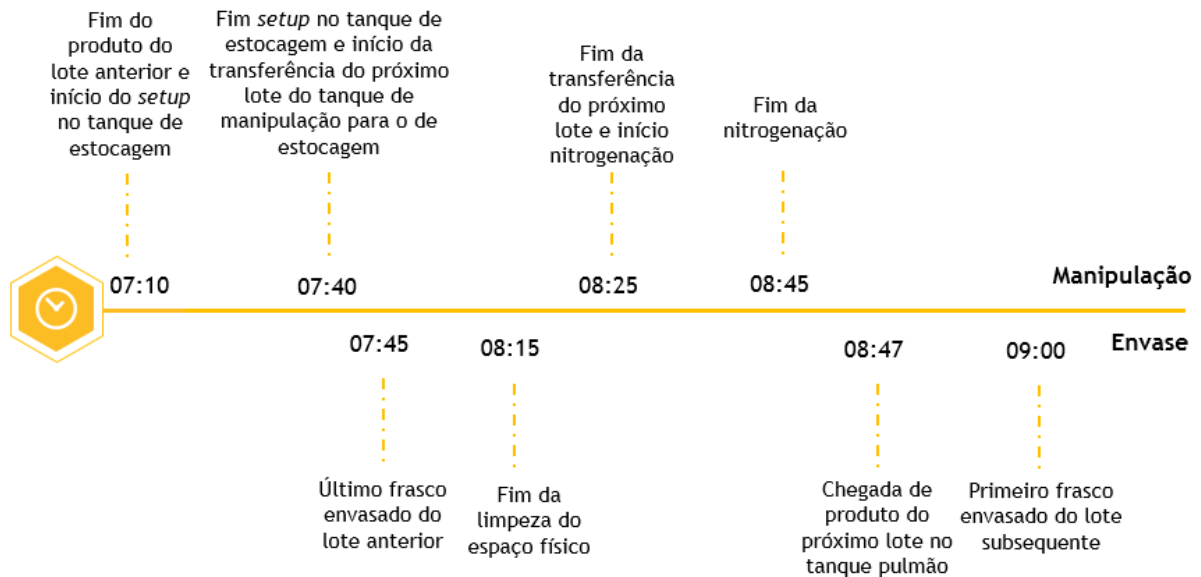 Fim do
produto do
lote anterior e
início do setup
no tanque de
estocagem
Fim setup no tanque de
estocagem e início da
transferência do próximo
lote do tanque de
manipulação para o de
estocagem
Fim da
transferência
do próximo
lote e início
nitrogenação
Fim da
nitrogenação
07:10
07:40
08:25
08:45
Manipulação
07:45
08:15
08:47
09:00
Envase
Último frasco
envasado do
lote anterior
Fim da
limpeza do
espaço físico
Chegada de
produto do
próximo lote no
tanque pulmão
Primeiro frasco
envasado do lote
subsequente